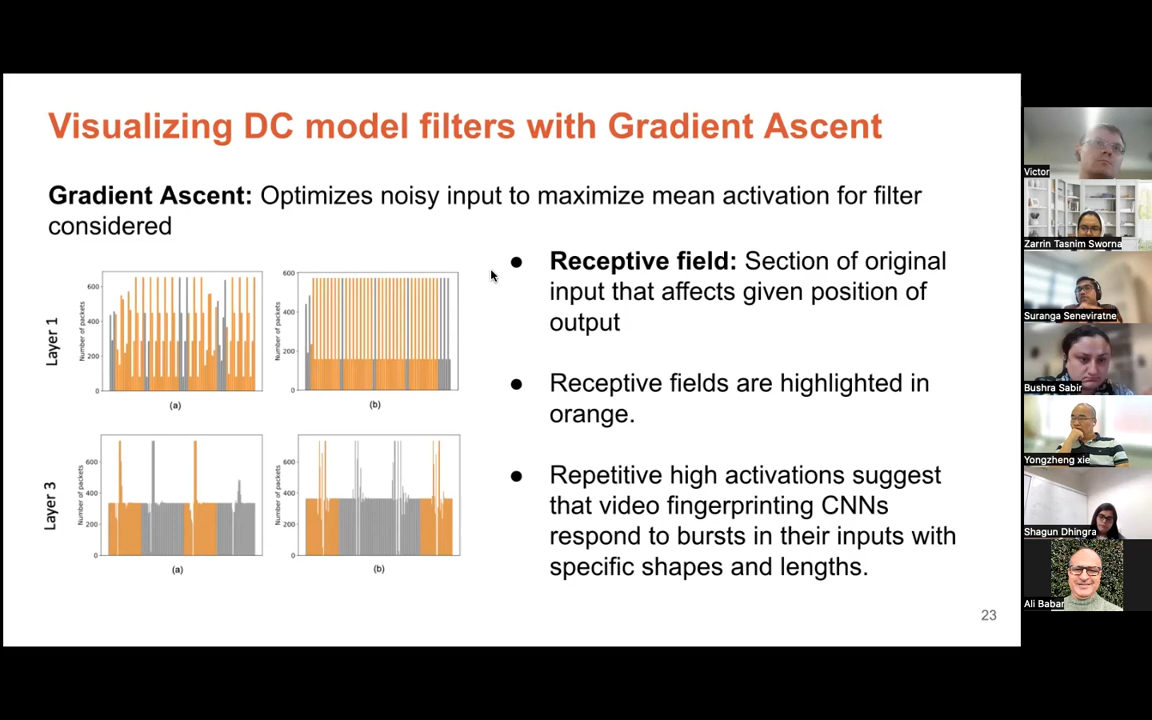 Visualizing DC model filters with Gradient Ascent
Gradient Ascent: Optimizes noisy input to maximize mean activation for filter
considered
Layer 1
Number of packets
600
400
200
0
(a)
Number of packets
600
400
200
0
(b)
Layer 3
Number of packets
600
400
200
0
(a)
Number of packets
600
400
200
0
(b)
● Receptive field: Section of original
input that affects given position of
output
● Receptive fields are highlighted in
orange.
● Repetitive high activations suggest
that video fingerprinting CNNs
respond to bursts in their inputs with
specific shapes and lengths.
23
Victor
Zarrin Tasnim Sworna
Suranga Seneviratne
Bushra Sabir
Yongzheng xie
Shagun Dhingra
Ali Babar